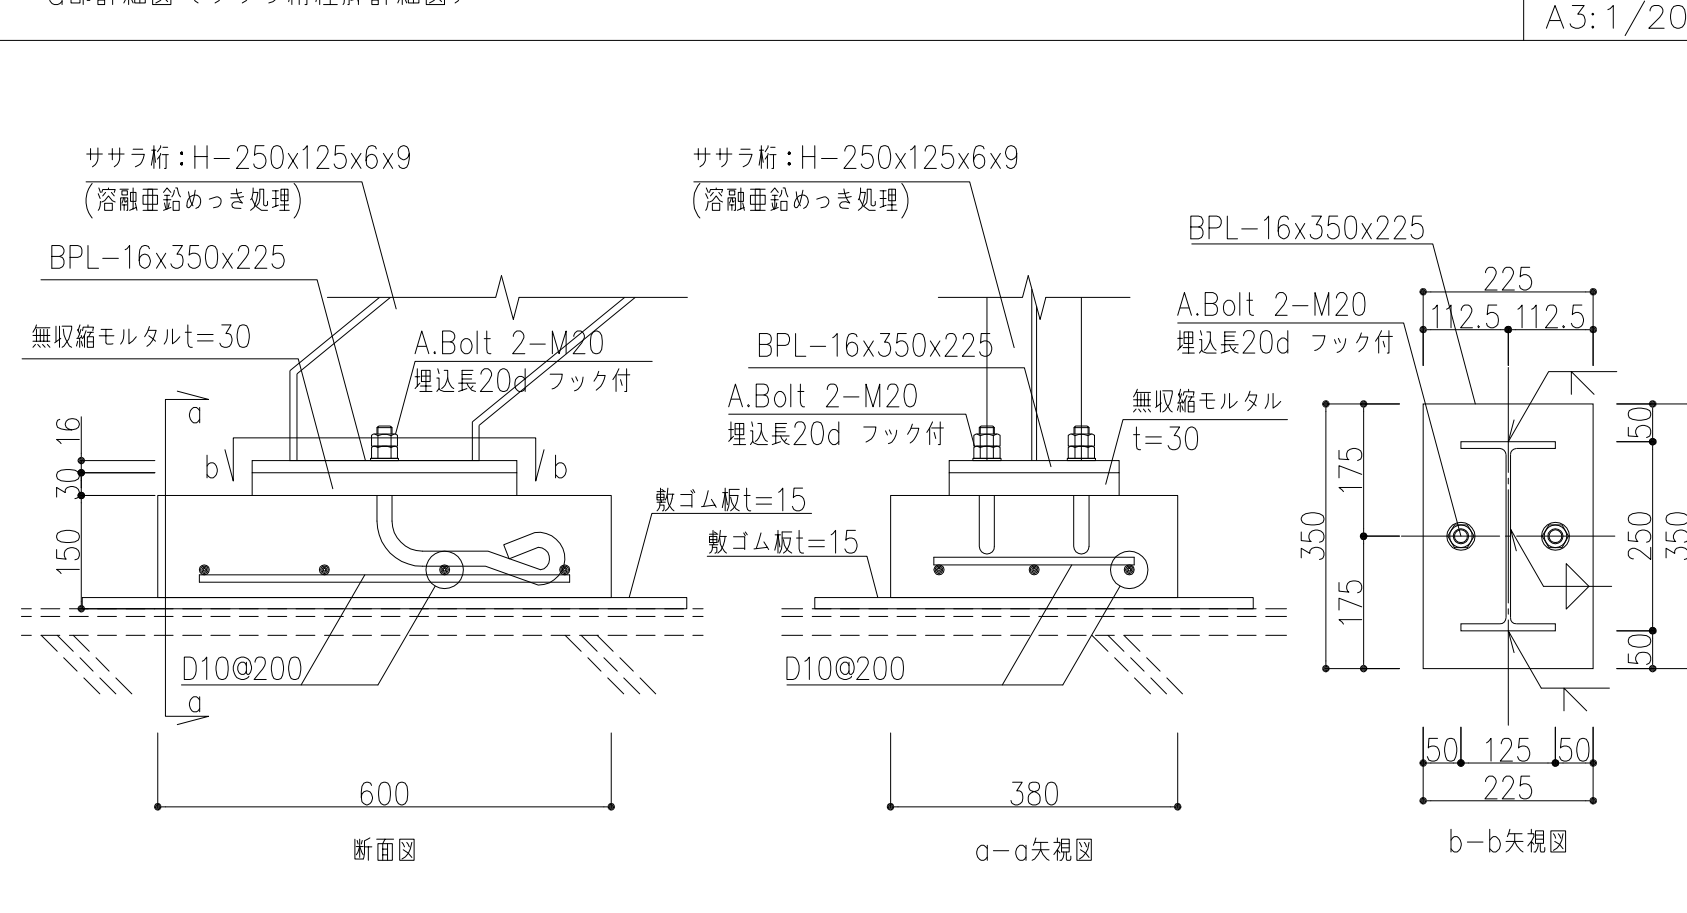 A3:1/20
ササラ桁：H-250x125x6x9
(溶融亜鉛めっき処理)
BPL-16x350x225
無収縮モルタルt=30
A.Bolt 2-M20
埋込長20d フック付
a
b
b
16
30
150
敷ゴム板t=15
D10@200
a
600
断面図
ササラ桁：H-250x125x6x9
(溶融亜鉛めっき処理)
BPL-16x350x225
A.Bolt 2-M20
埋込長20d フック付
無収縮モルタル
t=30
敷ゴム板t=15
D10@200
380
a-a矢視図
BPL-16x350x225
225
A.Bolt 2-M20
112.5
112.5
埋込長20d フック付
50
175
350
250
350
175
50
50
125
50
225
b-b矢視図